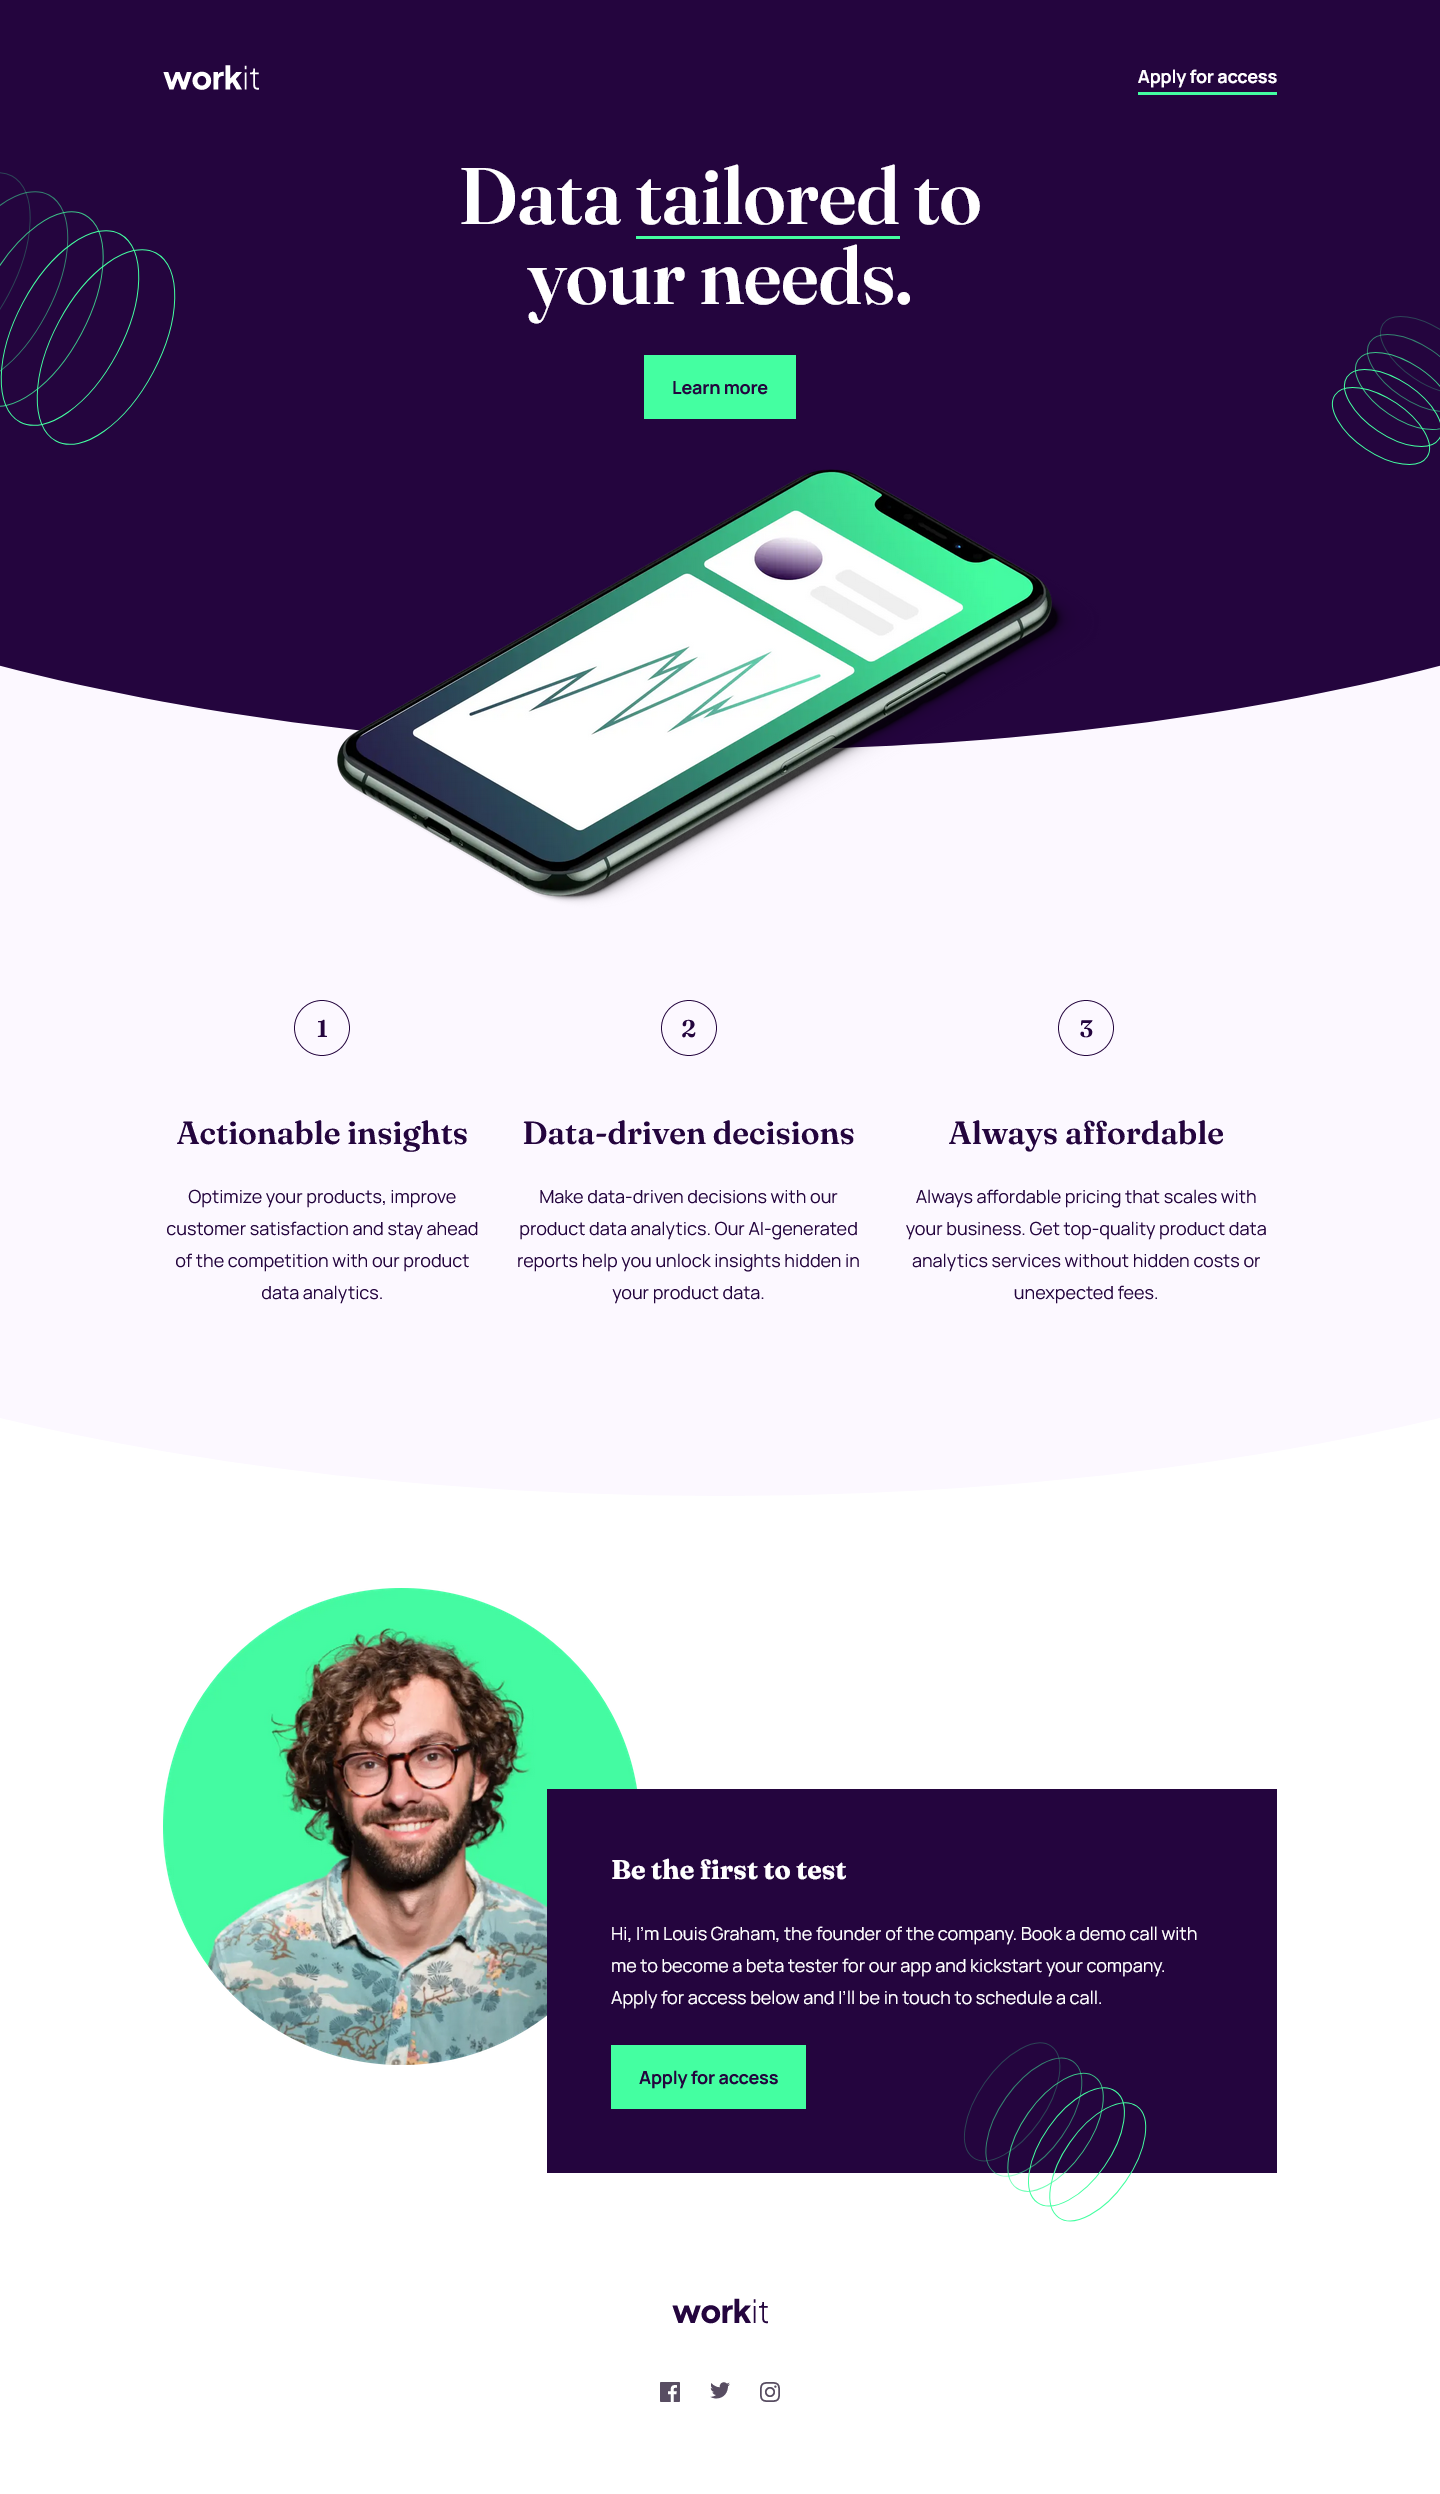 workit
Apply for access
Data tailored to
your needs.
Learn more
1
Actionable insights
Optimize your products, improve
customer satisfaction and stay ahead
of the competition with our product
data analytics.
2
Data-driven decisions
Make data-driven decisions with our
product data analytics. Our AI-generated
reports help you unlock insights hidden in
your product data.
3
Always affordable
Always affordable pricing that scales with
your business. Get top-quality product data
analytics services without hidden costs or
unexpected fees.
Be the first to test
Hi, I'm Louis Graham, the founder of the company. Book a demo call with
me to become a beta tester for our app and kickstart your company.
Apply for access below and I'll be in touch to schedule a call.
Apply for access
workit